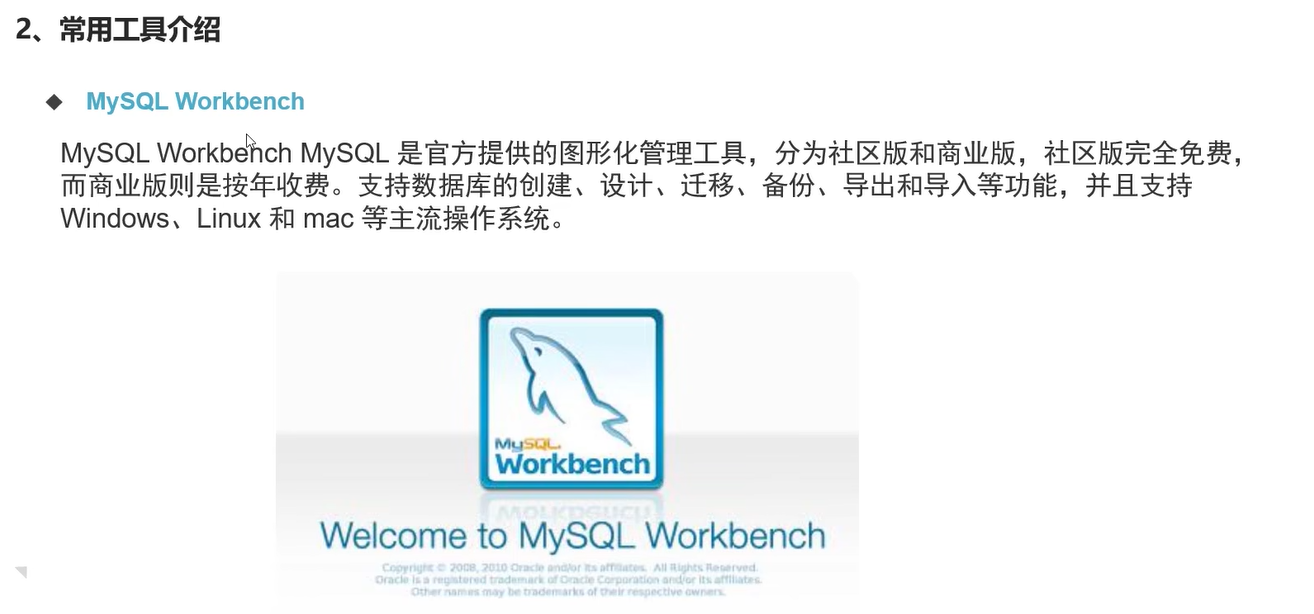 2、常用工具介绍
◆ MySQL Workbench
MySQL Workbench MySQL 是官方提供的图形化管理工具，分为社区版和商业版，社区版完全免费，
而商业版则是按年收费。支持数据库的创建、设计、迁移、备份、导出和导入等功能，并且支持
Windows、Linux 和 mac 等主流操作系统。
MySQL
Workbench
Welcome to MySQL Workbench
Copyright © 2008, 2010 Oracle and/or its affiliates. All Rights Reserved.
Oracle is a registered trademark of Oracle Corporation and/or its affiliates.
Other names may be trademarks of their respective owners.